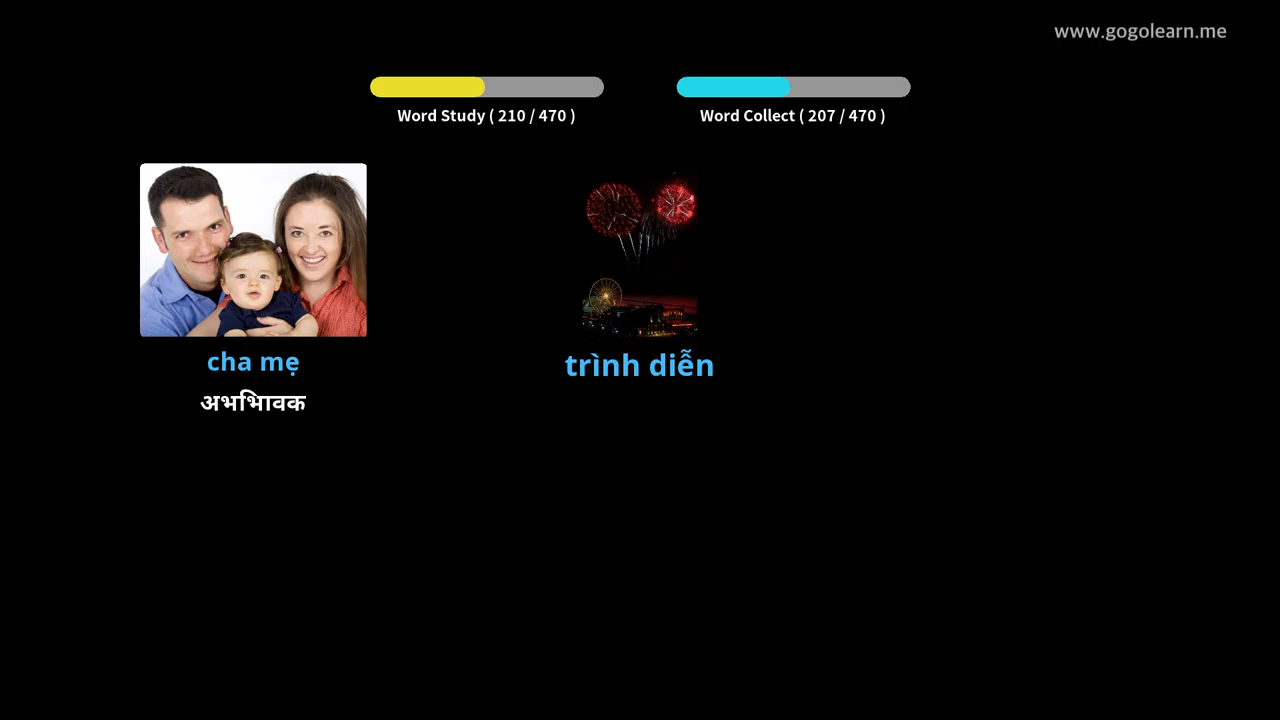 www.gogolearn.me
Word Study ( 210 / 470 )
Word Collect ( 207 / 470 )
cha mẹ
trình diễn
अभिभावक